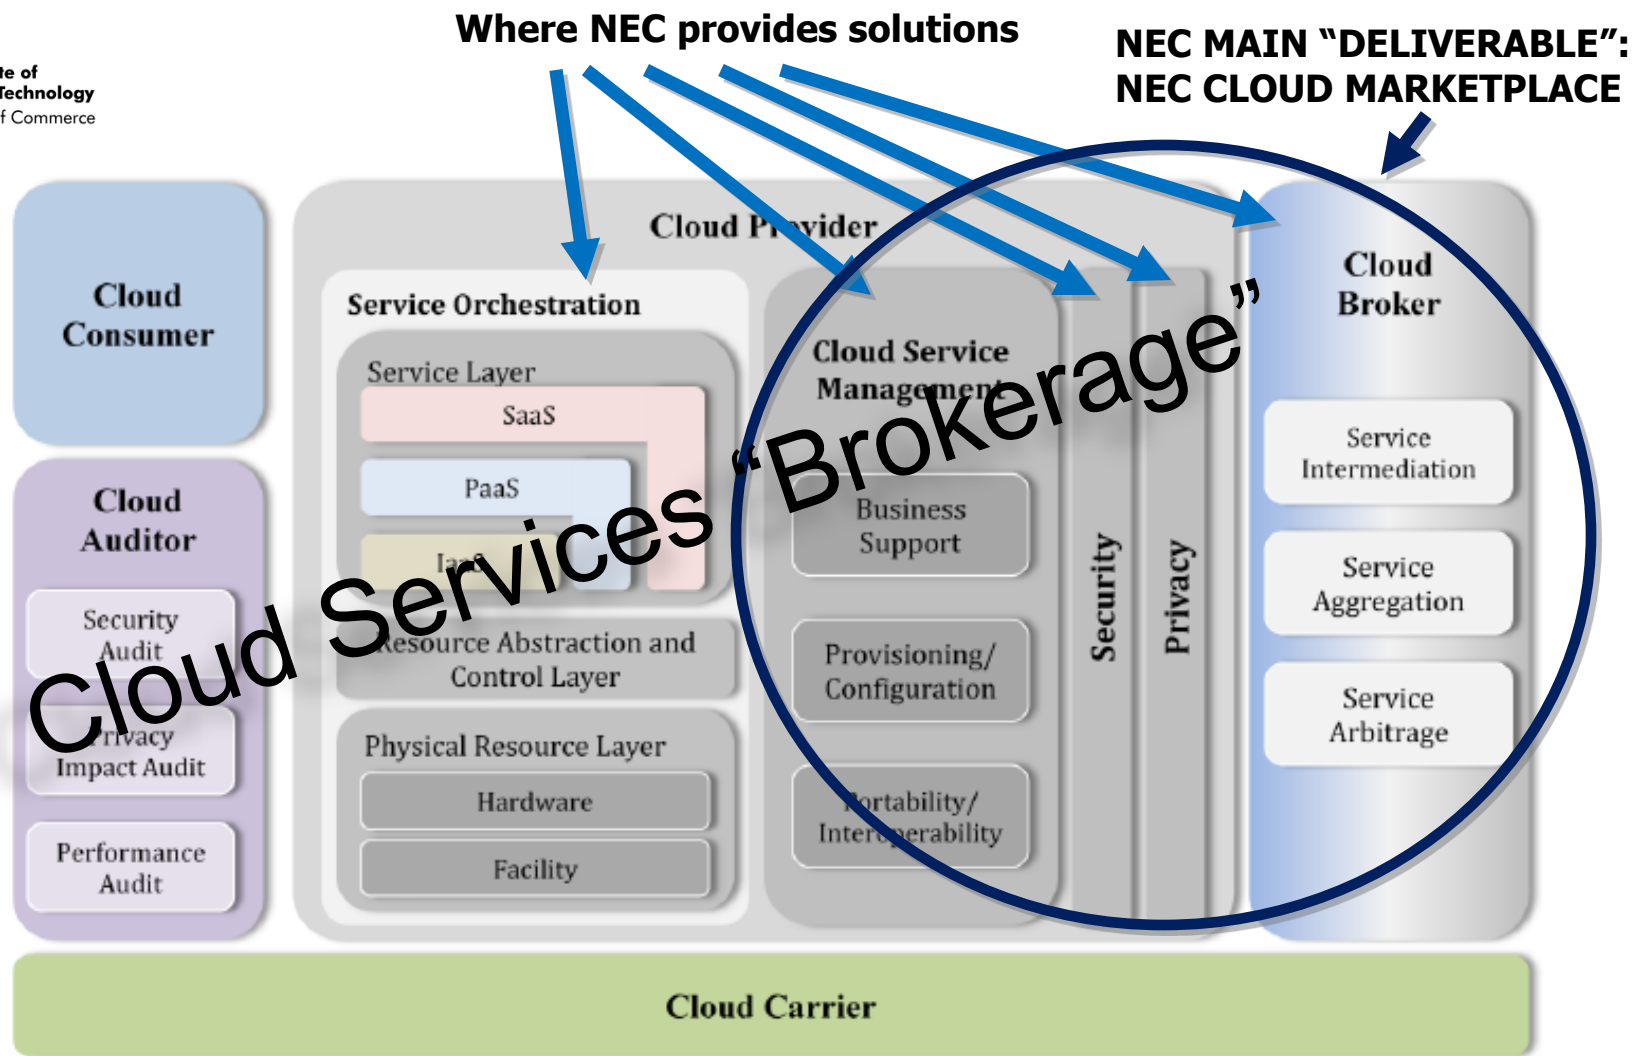 Where NEC provides solutions
NEC MAIN “DELIVERABLE”:
NEC CLOUD MARKETPLACE
te of
Technology
f Commerce
Cloud
Consumer
Cloud
Auditor
Security
Audit
Privacy
Impact Audit
Performance
Audit
Cloud Provider
Service Orchestration
Service Layer
SaaS
PaaS
IaaS
Resource Abstraction and
Control Layer
Physical Resource Layer
Hardware
Facility
Cloud Service
Management
Business
Support
Provisioning/
Configuration
Portability/
Interoperability
Security
Privacy
Cloud
Broker
Service
Intermediation
Service
Aggregation
Service
Arbitrage
Cloud Services “Brokerage”
Cloud Carrier